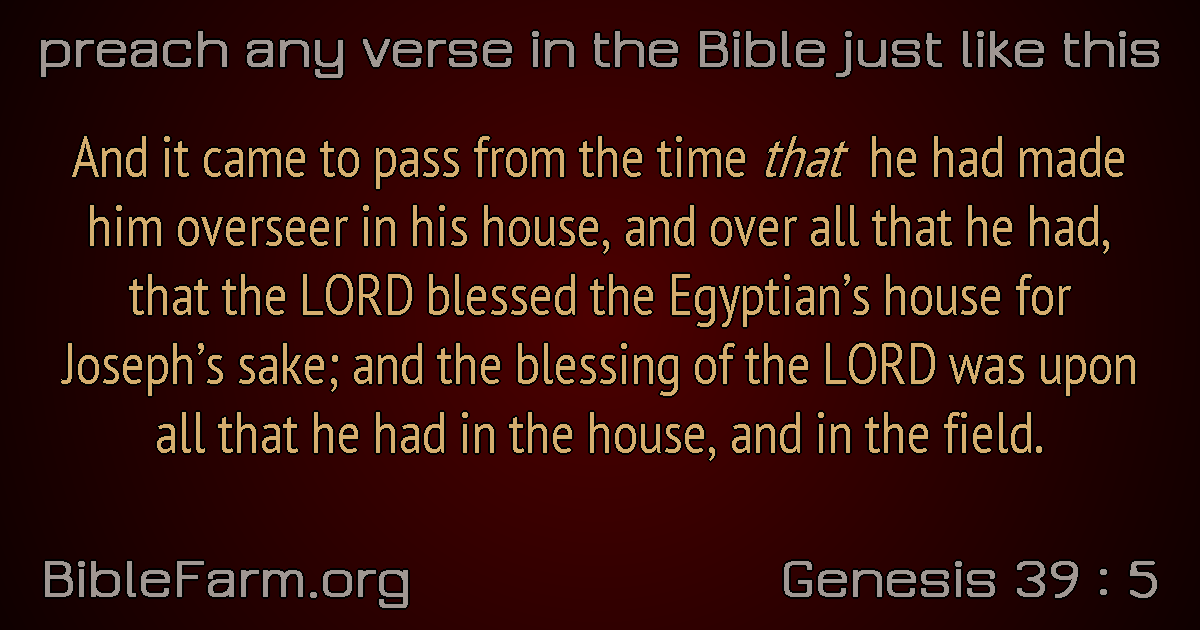 preach any verse in the Bible just like this
And it came to pass from the time that he had made
him overseer in his house, and over all that he had,
that the LORD blessed the Egyptian’s house for
Joseph’s sake; and the blessing of the LORD was upon
all that he had in the house, and in the field.
BibleFarm.org
Genesis 39 : 5